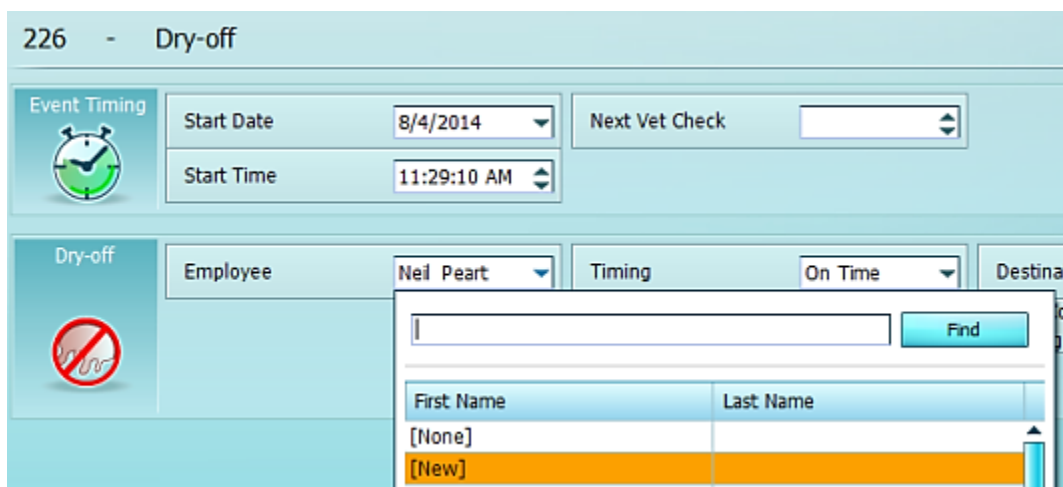 226 - Dry-off
Event Timing
Start Date 8/4/2014 Next Vet Check
Start Time 11:29:10 AM
Dry-off
Employee Neil Peart Timing On Time Destina
Find
First Name Last Name
[None]
[New]